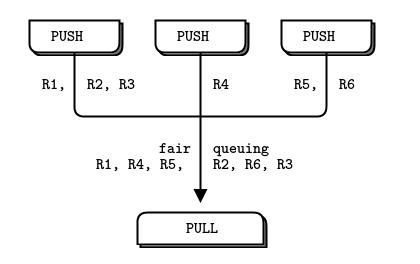 PUSH PUSH PUSH
R1, R2, R3 R4 R5, R6
fair queuing
R1, R4, R5, R2, R6, R3
PULL